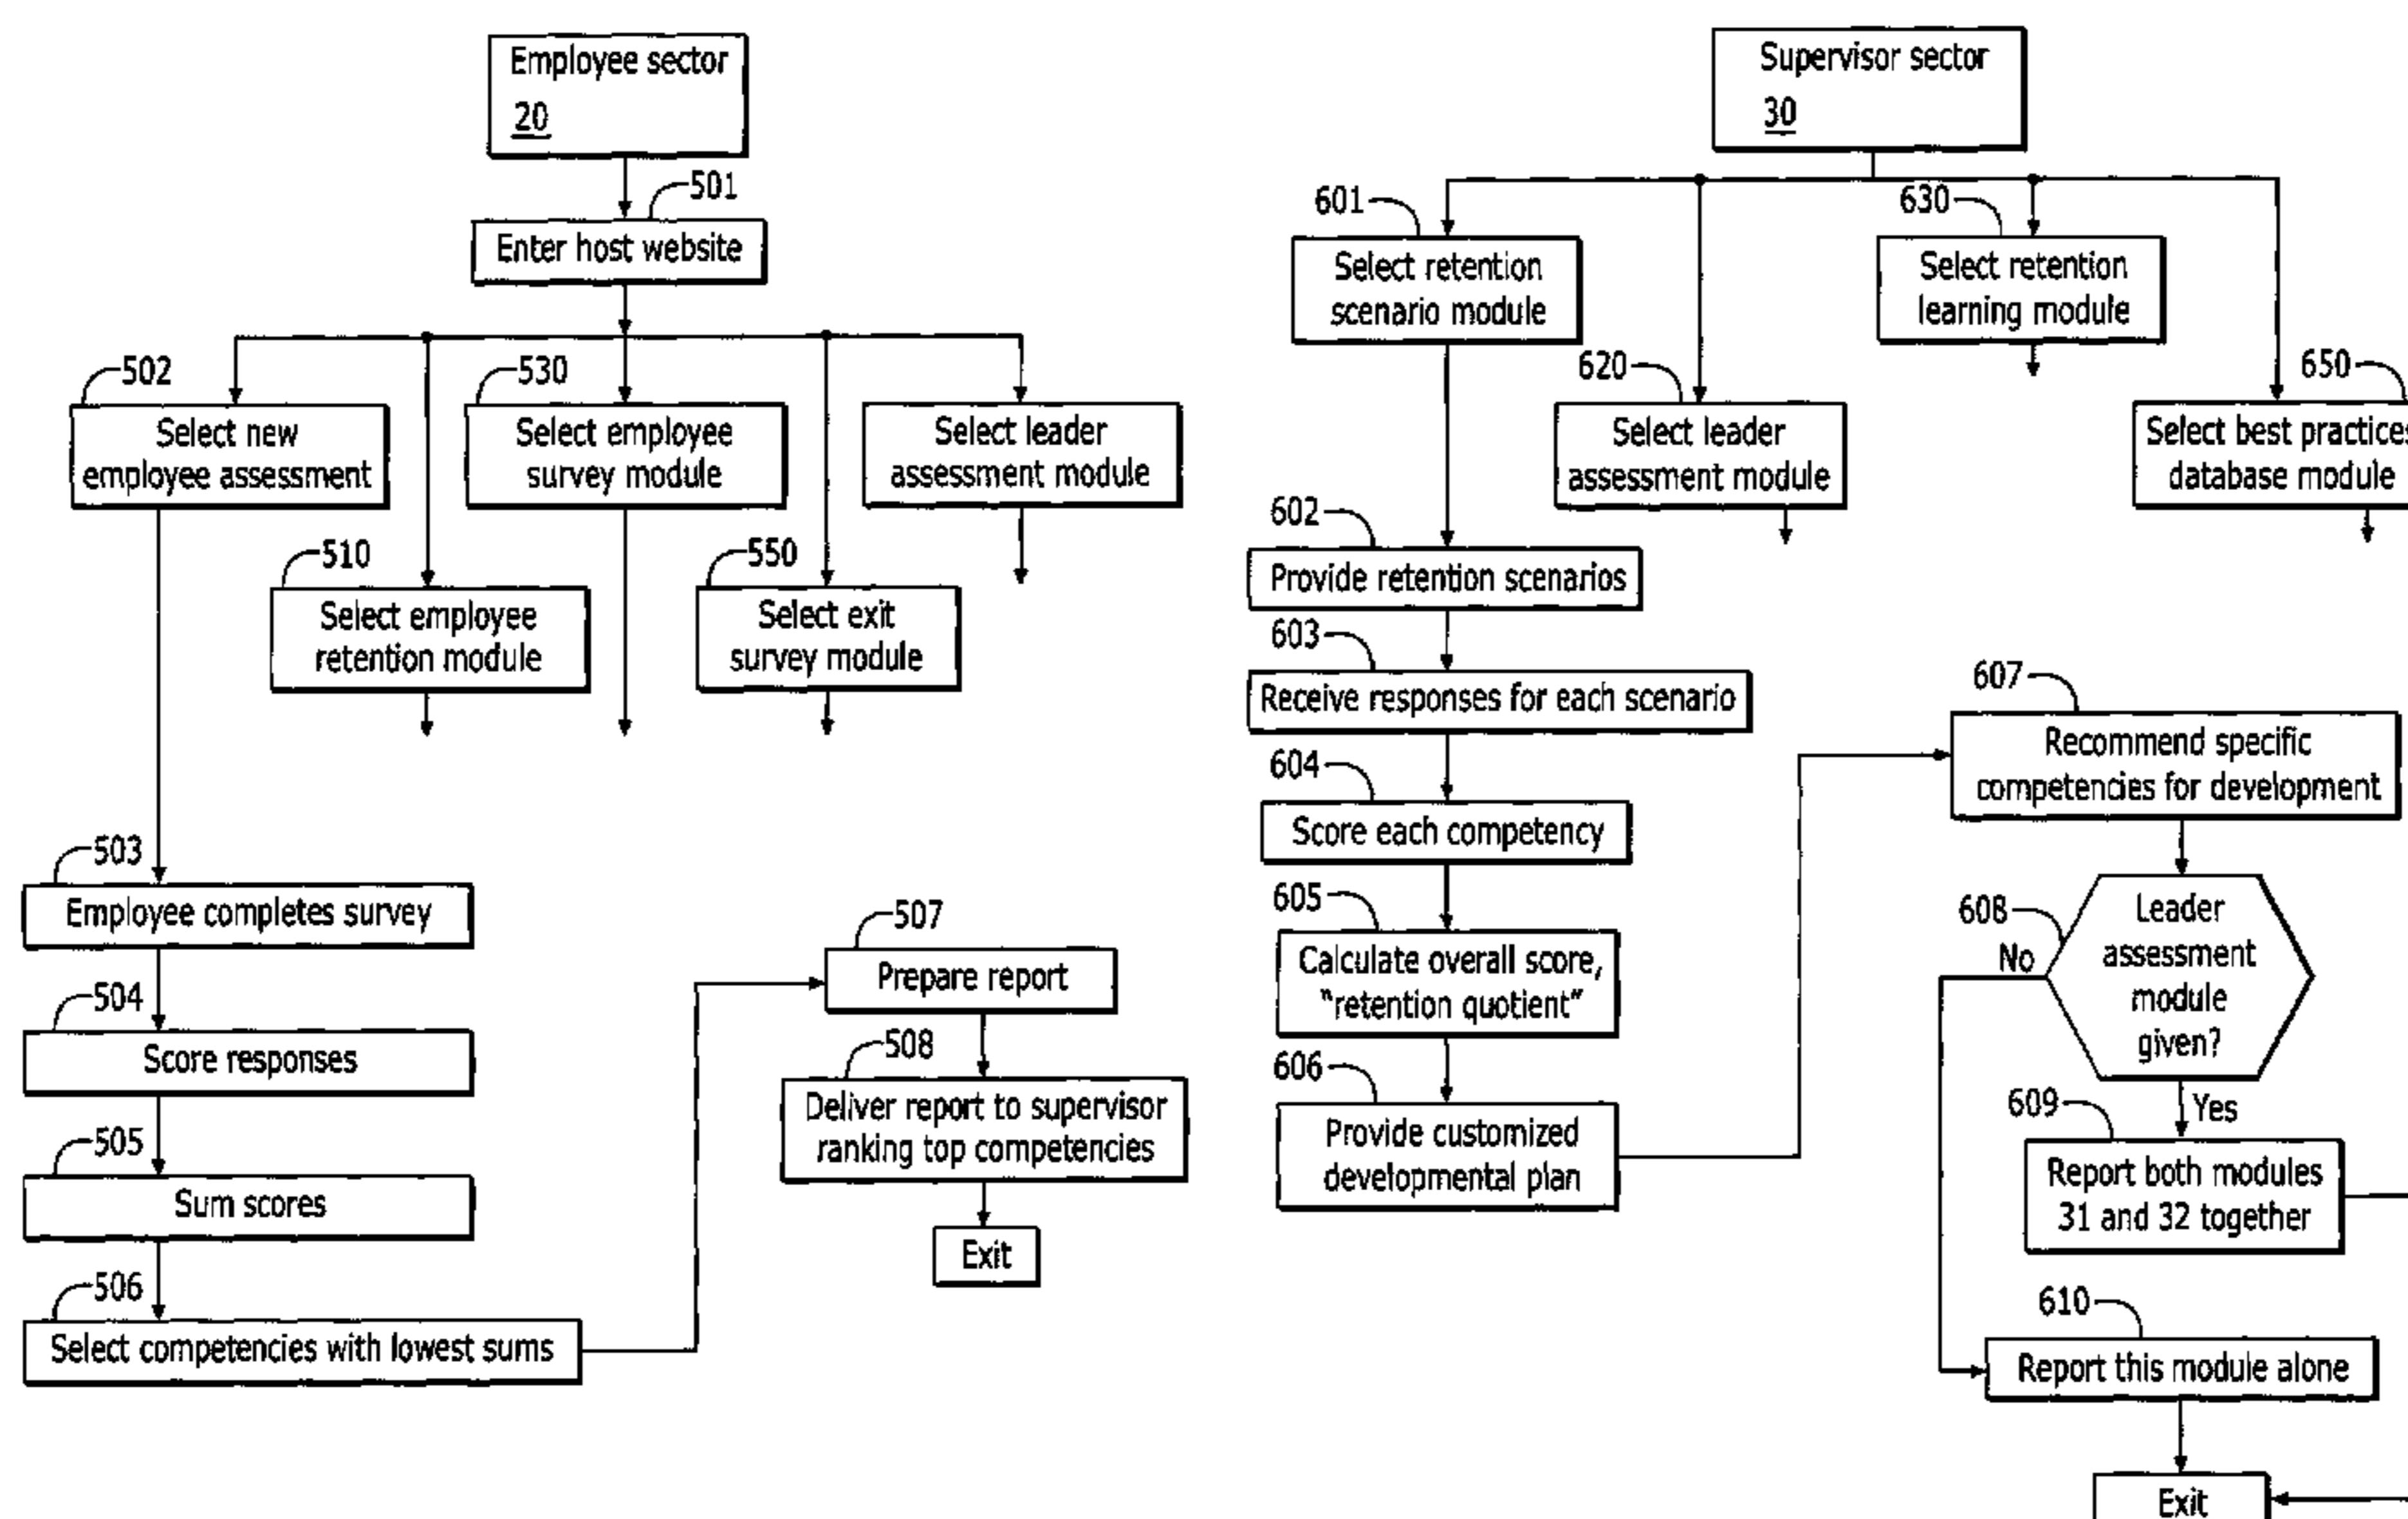 Employee sector
20
501
Enter host website
502
Select new
employee assessment
530
Select employee
survey module
Select leader
assessment module
510
Select employee
retention module
550
Select exit
survey module
503
Employee completes survey
504
Score responses
505
Sum scores
506
Select competencies with lowest sums
507
Prepare report
508
Deliver report to supervisor
ranking top competencies
Exit
Supervisor sector
30
601
Select retention
scenario module
630
Select retention
learning module
620
Select leader
assessment module
650
Select best practices
database module
602
Provide retention scenarios
603
Receive responses for each scenario
604
Score each competency
605
Calculate overall score,
"retention quotient"
606
Provide customized
developmental plan
607
Recommend specific
competencies for development
608
Leader
assessment
module
given?
No
Yes
609
Report both modules
31 and 32 together
610
Report this module alone
Exit